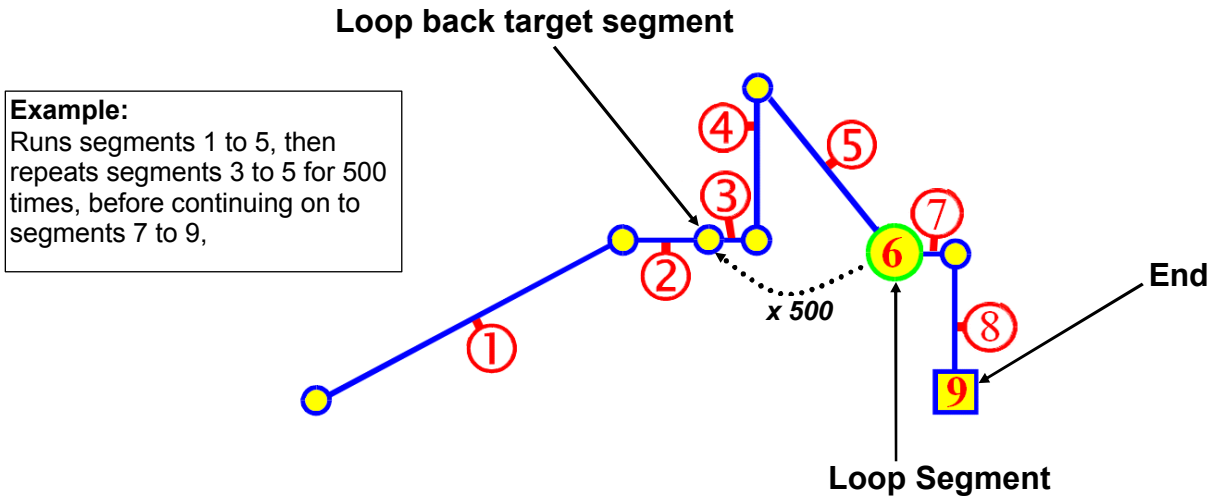 Loop back target segment
Example:
Runs segments 1 to 5, then
repeats segments 3 to 5 for 500
times, before continuing on to
segments 7 to 9,
4
5
3
7
6
2
x 500
End
8
1
9
Loop Segment